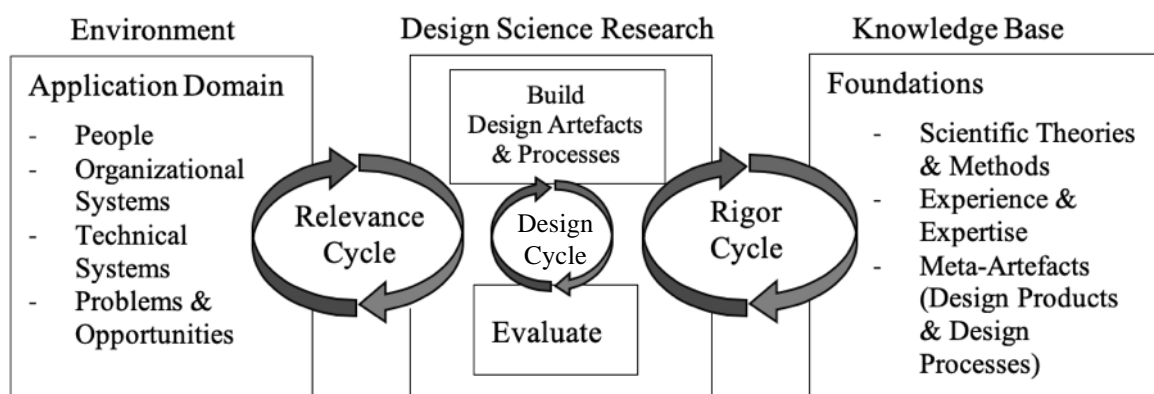 Environment
Application Domain
- People
- Organizational
Systems
- Technical
Systems
- Problems &
Opportunities
Relevance
Cycle
Design Science Research
Build
Design Artefacts
& Processes
Design
Cycle
Evaluate
Rigor
Cycle
Knowledge Base
Foundations
- Scientific Theories
& Methods
- Experience &
Expertise
- Meta-Artefacts
(Design Products
& Design
Processes)